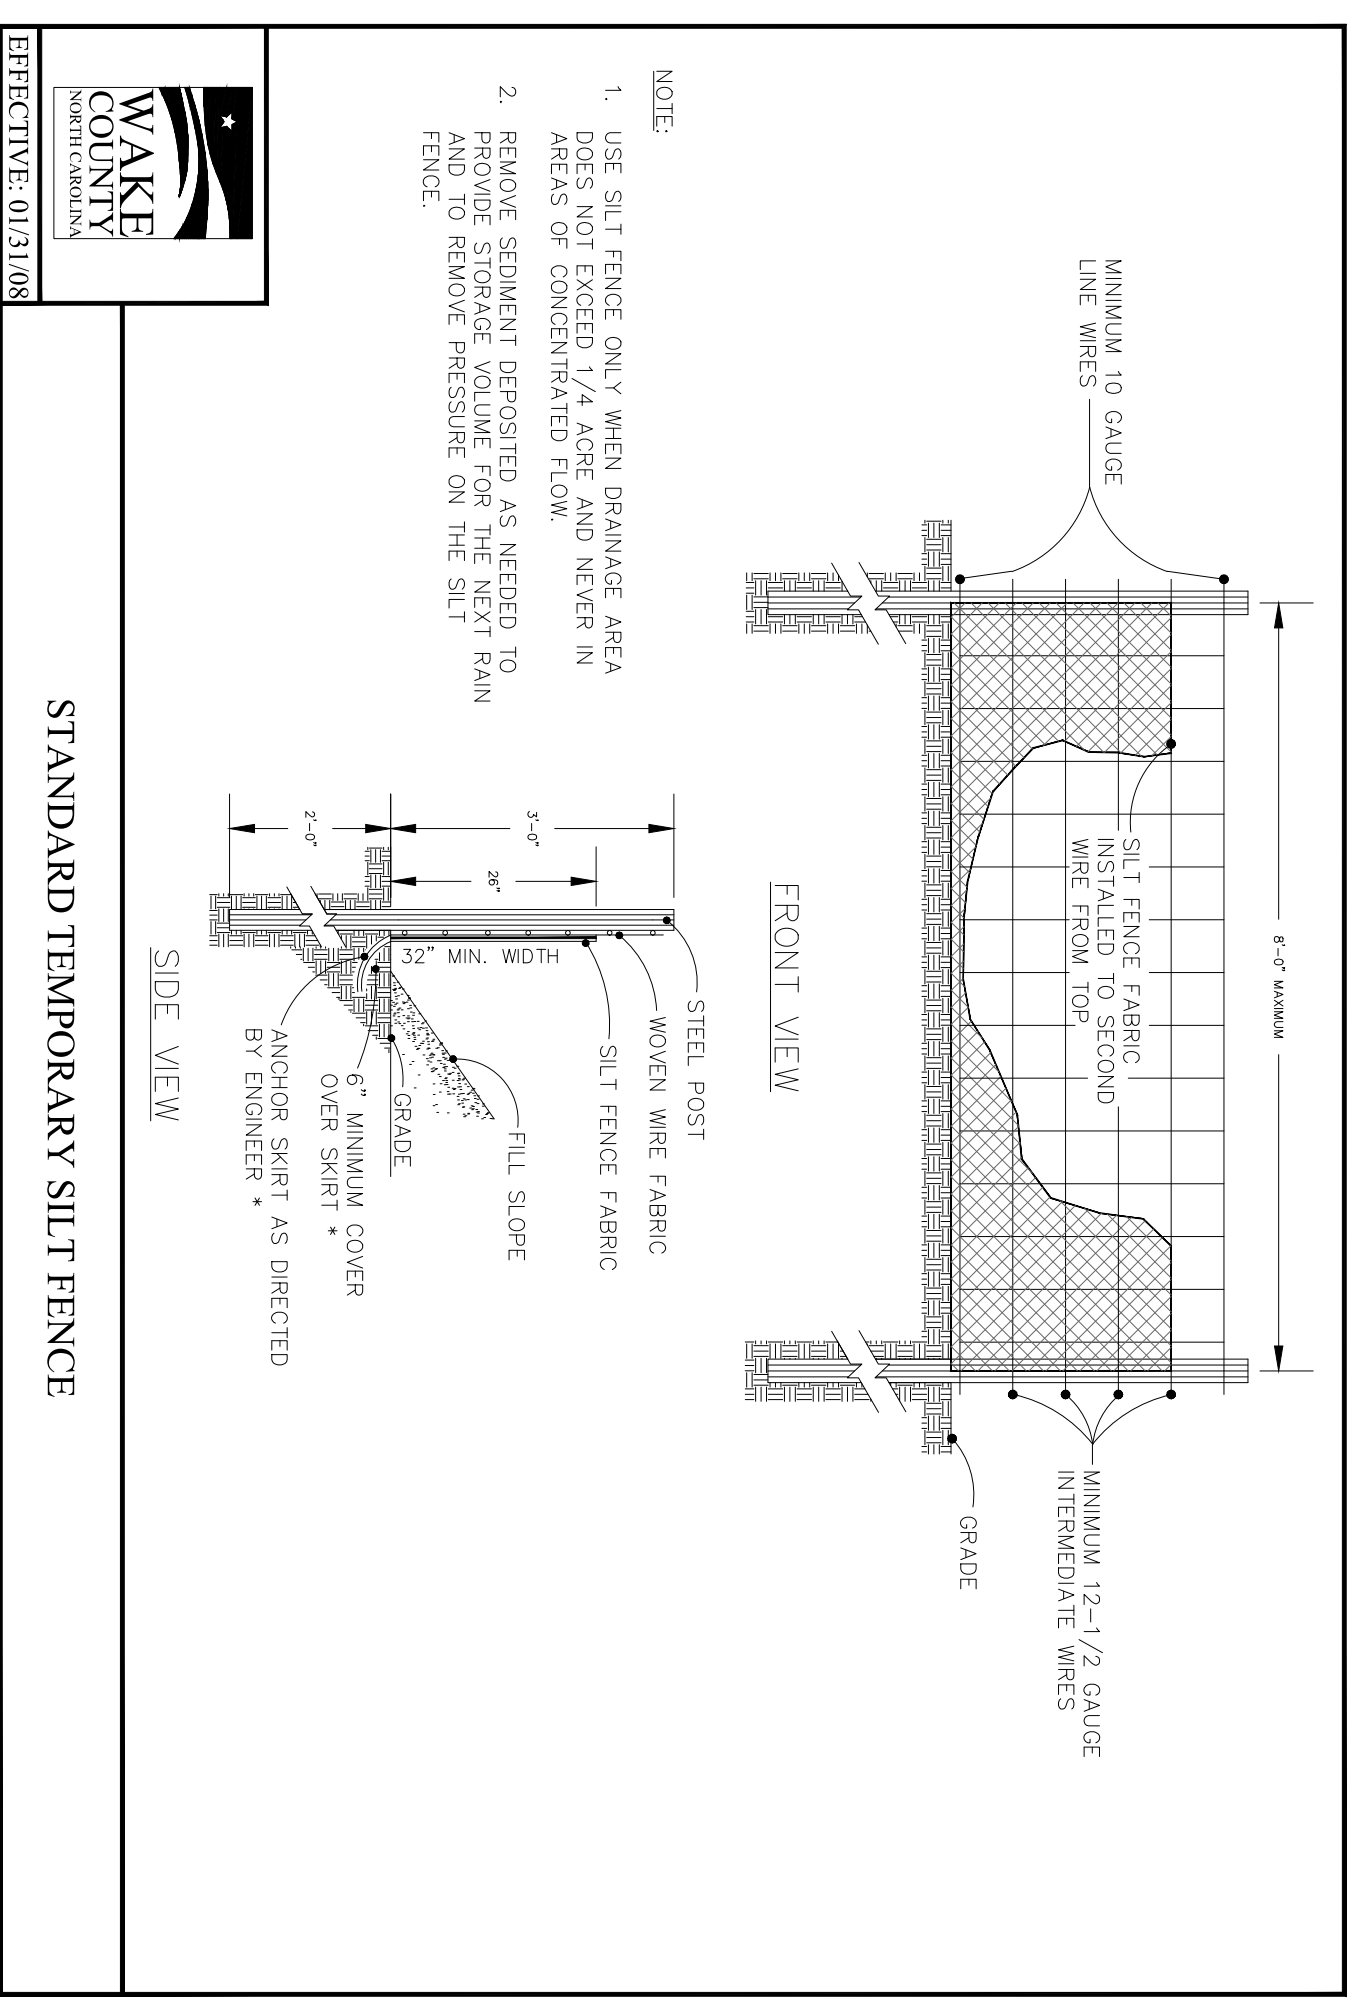 8'-0" MAXIMUM
MINIMUM 10 GAUGE
LINE WIRES
SILT FENCE FABRIC
INSTALLED TO SECOND
WIRE FROM TOP
MINIMUM 12-1/2 GAUGE
INTERMEDIATE WIRES
GRADE
FRONT VIEW
NOTE:
1. USE SILT FENCE ONLY WHEN DRAINAGE AREA
DOES NOT EXCEED 1/4 ACRE AND NEVER IN
AREAS OF CONCENTRATED FLOW.
2. REMOVE SEDIMENT DEPOSITED AS NEEDED TO
PROVIDE STORAGE VOLUME FOR THE NEXT RAIN
AND TO REMOVE PRESSURE ON THE SILT
FENCE.
3'-0"
26"
2'-0"
32" MIN. WIDTH
STEEL POST
WOVEN WIRE FABRIC
SILT FENCE FABRIC
FILL SLOPE
GRADE
6" MINIMUM COVER
OVER SKIRT *
ANCHOR SKIRT AS DIRECTED
BY ENGINEER *
SIDE VIEW
WAKE
COUNTY
NORTH CAROLINA
EFFECTIVE: 01/31/08
STANDARD TEMPORARY SILT FENCE